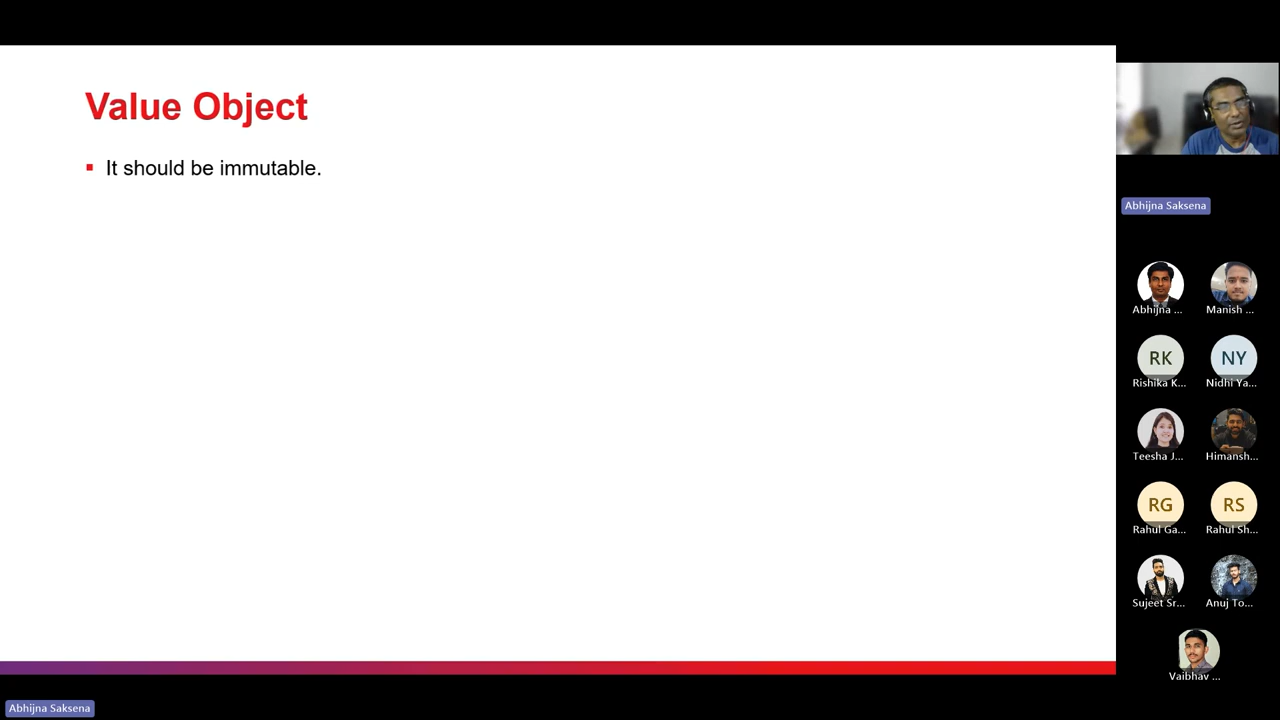 Value Object
It should be immutable.
Abhijna Saksena
Abhijna ...
Manish ...
RK
NY
Rishika K...
Nidhi Ya...
Teesha J...
Himansh...
RG
RS
Rahul Ga...
Rahul Sh...
Sujeet Sr...
Anuj To...
Vaibhav ...
Abhijna Saksena